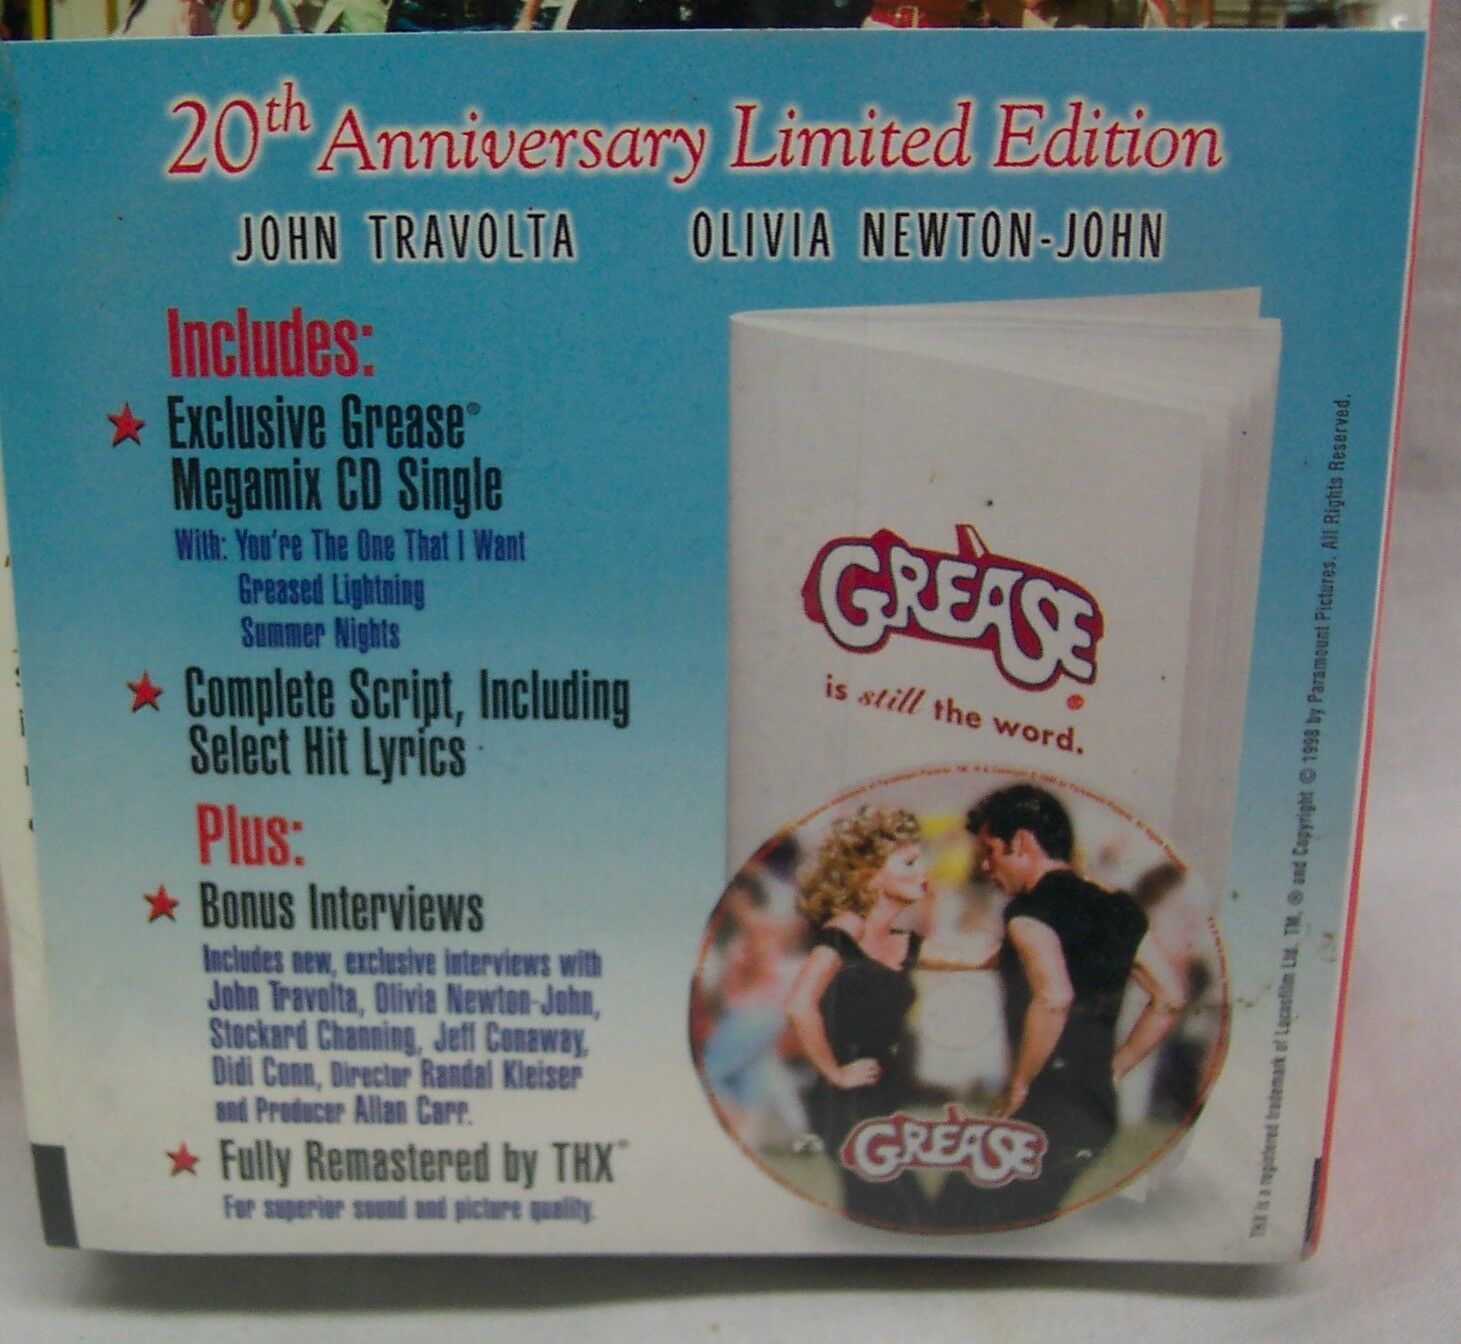 20th Anniversary Limited Edition
JOHN TRAVOLTA OLIVIA NEWTON-JOHN
Includes:
Exclusive Grease®
Megamix CD Single
With: You're The One That I Want
Greased Lightning
Summer Nights
Complete Script, Including
Select Hit Lyrics
Plus:
Bonus Interviews
Includes new, exclusive interviews with
John Travolta, Olivia Newton-John,
Stockard Channing, Jeff Conaway,
Didi Conn, Director Randal Kleiser
and Producer Allan Carr.
Fully Remastered by THX®
For superior sound and picture quality.
GREASE®
is still the word.
GREASE
THX is a registered trademark of Lucasfilm Ltd. TM, ® and Copyright © 1998 by Paramount Pictures. All Rights Reserved.